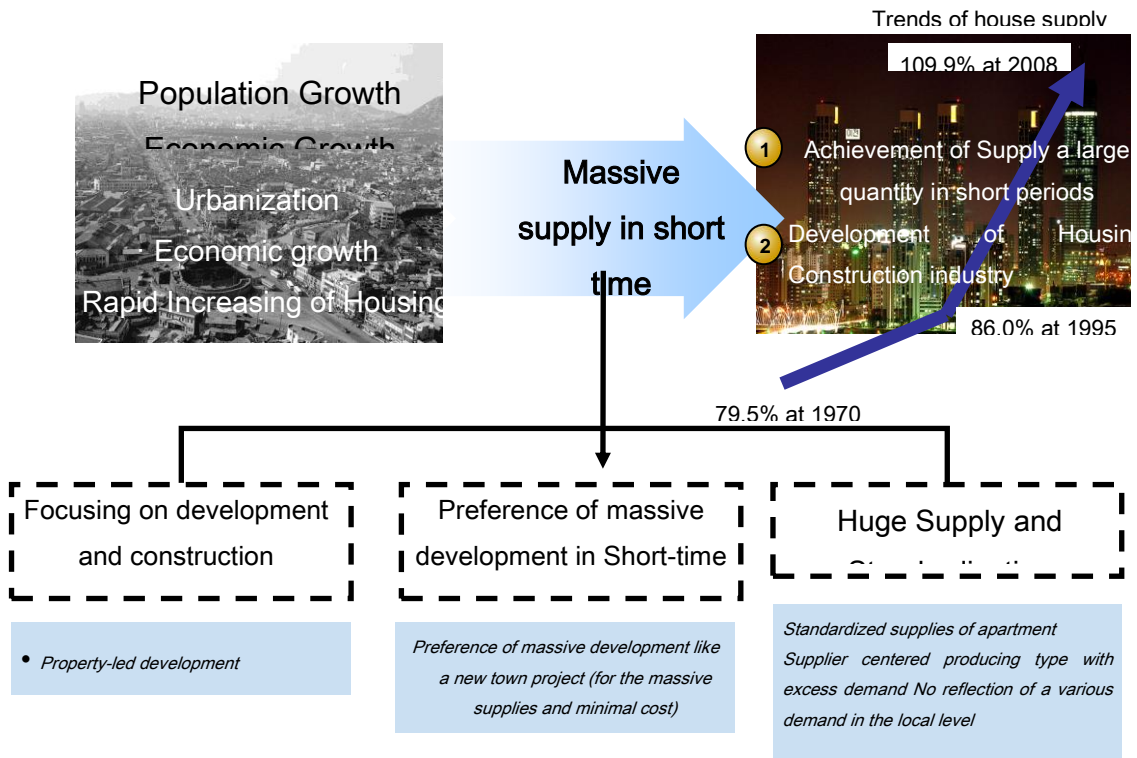 Trends of house supply
109.9% at 2008
Population Growth
Economic Growth
Urbanization
Economic growth
Rapid Increasing of Housing
Massive
supply in short
time
1
Achievement of Supply a large
quantity in short periods
2
Development of Housin
Construction industry
86.0% at 1995
79.5% at 1970
Focusing on development
and construction
Preference of massive
development in Short-time
Huge Supply and
• Property-led development
Preference of massive development like
a new town project (for the massive
supplies and minimal cost)
Standardized supplies of apartment
Supplier centered producing type with
excess demand No reflection of a various
demand in the local level